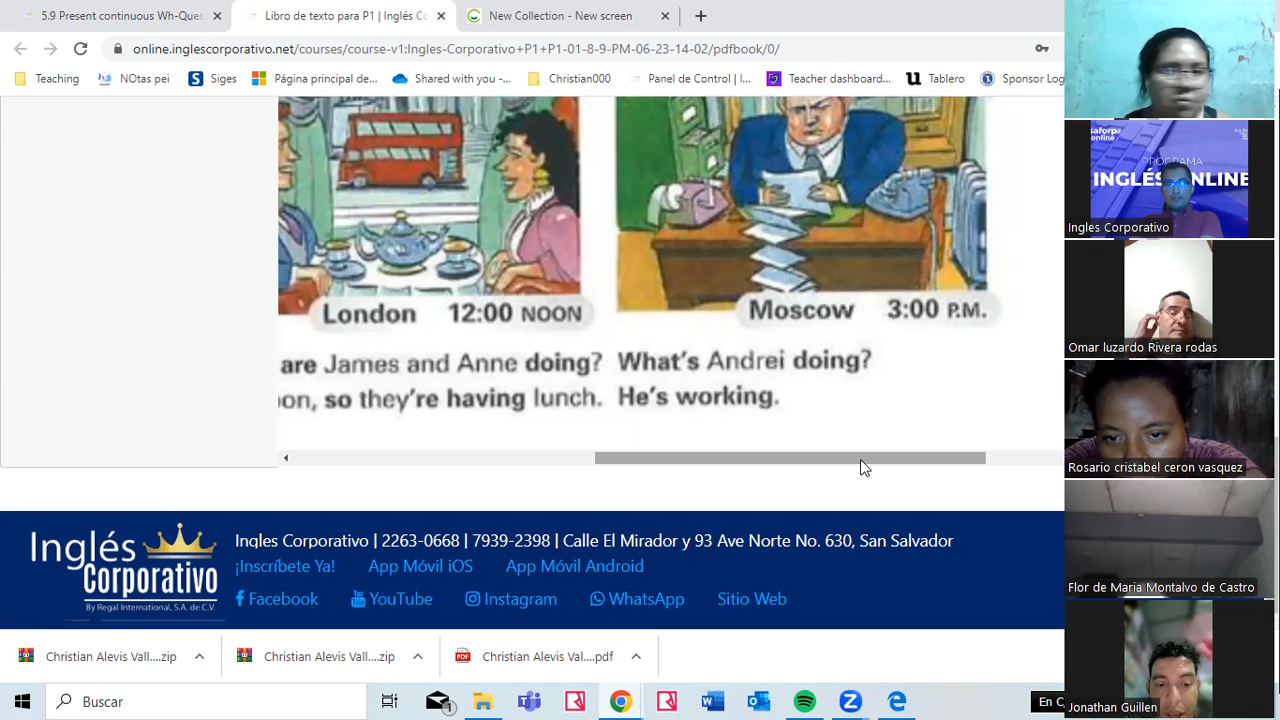 5.9 Present continuous Wh-Ques
Libro de texto para P1 | Inglés Co
New Collection - New screen
online.inglescorporativo.net/courses/course-v1:Ingles-Corporativo+P1+P1-01-8-9-PM-06-23-14-02/pdfbook/0/
Teaching
NOtas pei
Siges
Página principal de...
Shared with you -...
Christian000
Panel de Control | I...
Teacher dashboard...
Tablero
Sponsor Log
PROGRAMA
INGLÉS ONLINE
Ingles Corporativo
London 12:00 NOON
Moscow 3:00 P.M.
Omar luzardo Rivera rodas
are James and Anne doing? What's Andrei doing?
on, so they're having lunch. He's working.
Rosario cristabel ceron vasquez
Inglés
Corporativo
By Regal International, S.A. de C.V.
Ingles Corporativo | 2263-0668 | 7939-2398 | Calle El Mirador y 93 Ave Norte No. 630, San Salvador
¡Inscríbete Ya! App Móvil iOS App Móvil Android
Facebook YouTube Instagram WhatsApp Sitio Web
Flor de Maria Montalvo de Castro
Christian Alevis Vall....zip
Christian Alevis Vall....zip
Christian Alevis Val....pdf
Buscar
En C
Jonathan Guillen